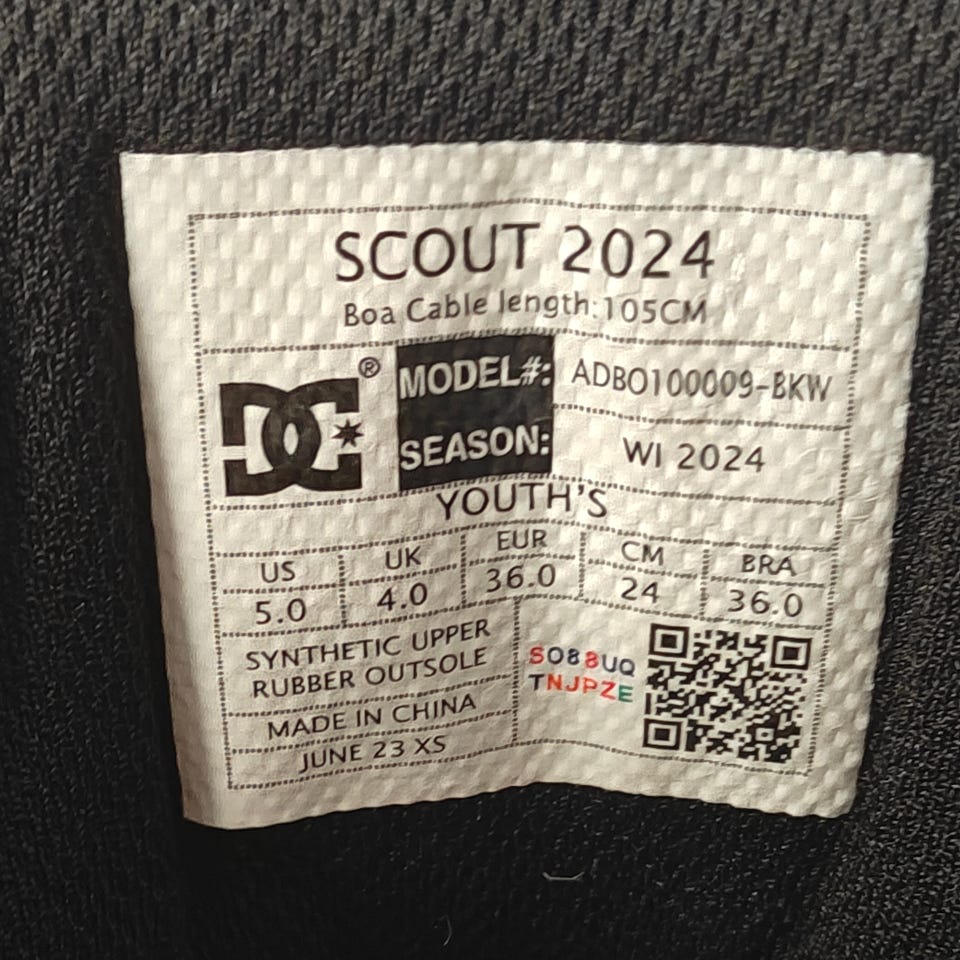 SCOUT 2024
Boa Cable length:105CM
DC®
MODEL#: ADBO100009-BKW
SEASON: WI 2024
YOUTH'S
US UK EUR CM BRA
5.0 4.0 36.0 24 36.0
SYNTHETIC UPPER
RUBBER OUTSOLE
MADE IN CHINA
JUNE 23 XS
SO88UQ
TNJPZE